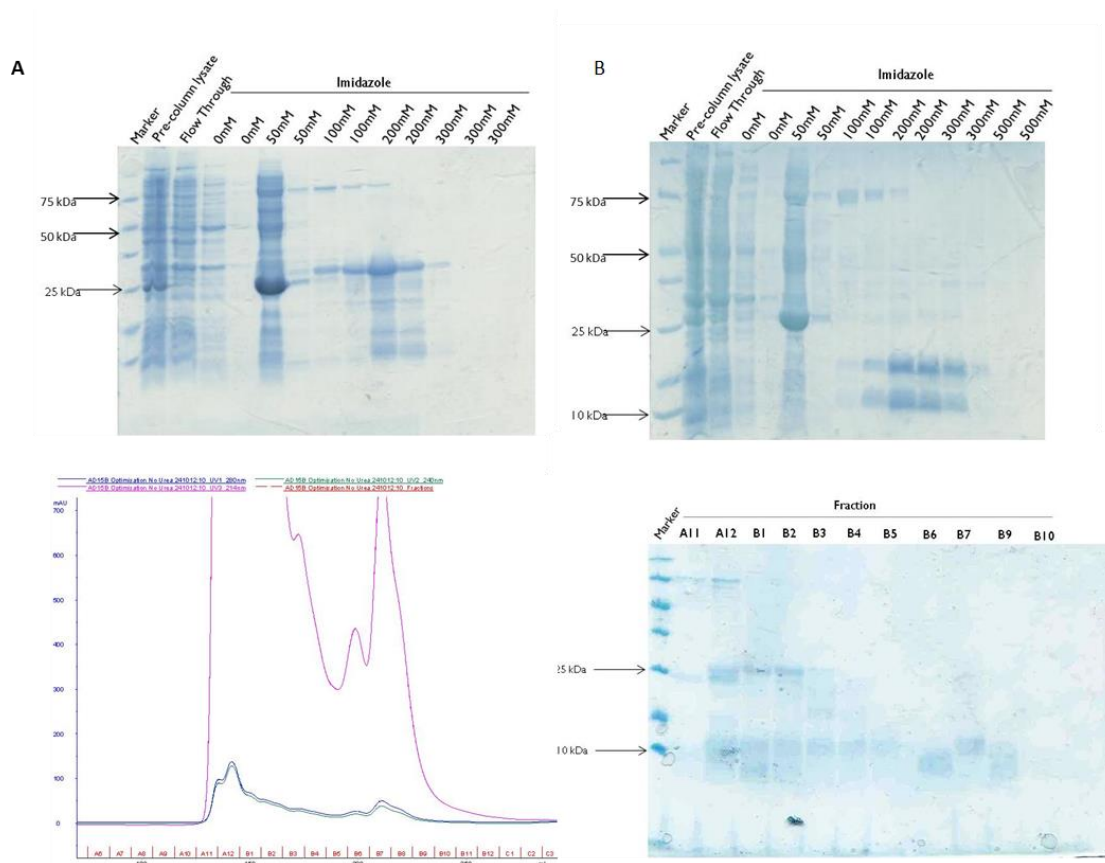 A
Imidazole
Marker
Pre-column lysate
Flow Through
0mM
0mM
50mM
50mM
100mM
100mM
200mM
200mM
300mM
300mM
300mM
75 kDa
50 kDa
25 kDa
B
Imidazole
Marker
Pre-column lysate
Flow Through
0mM
0mM
50mM
50mM
100mM
100mM
200mM
200mM
300mM
300mM
500mM
500mM
75 kDa
50 kDa
25 kDa
10 kDa
mAU
700
600
500
400
300
200
100
0
A6 A7 A8 A9 A10 A11 A12 B1 B2 B3 B4 B5 B6 B7 B8 B9 B10 B11 B12 C1 C2 C3
Fraction
Marker
A11 A12 B1 B2 B3 B4 B5 B6 B7 B9 B10
25 kDa
10 kDa